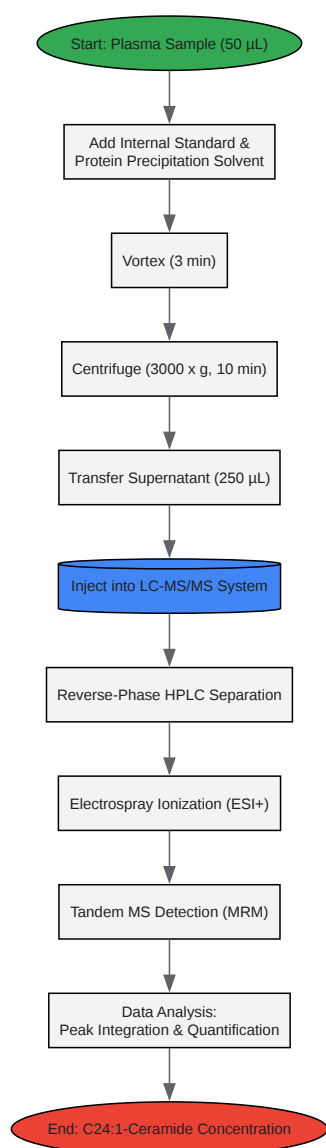 Start: Plasma Sample (50 µL)
Add Internal Standard &
Protein Precipitation Solvent
Vortex (3 min)
Centrifuge (3000 x g, 10 min)
Transfer Supernatant (250 µL)
Inject into LC-MS/MS System
Reverse-Phase HPLC Separation
Electrospray Ionization (ESI+)
Tandem MS Detection (MRM)
Data Analysis:
Peak Integration & Quantification
End: C24:1-Ceramide Concentration